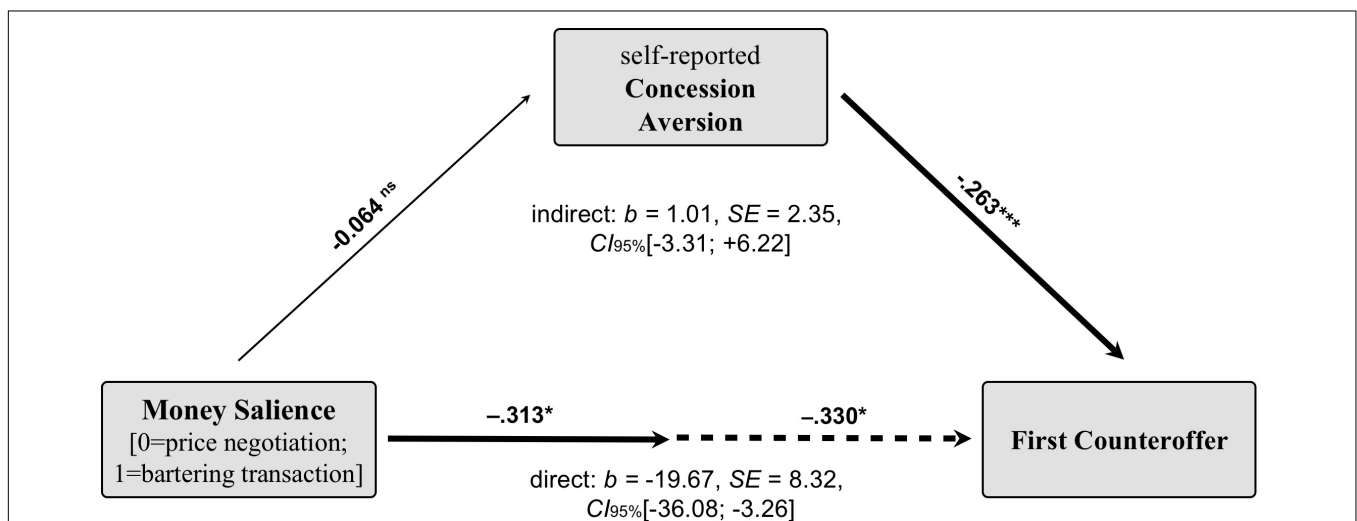 self-reported
Concession
Aversion
-0.064 ns
-.263***
indirect: b = 1.01, SE = 2.35,
CI95%[-3.31; +6.22]
Money Salience
[0=price negotiation;
1=bartering transaction]
–.313*
–.330*
First Counteroffer
direct: b = -19.67, SE = 8.32,
CI95%[-36.08; -3.26]